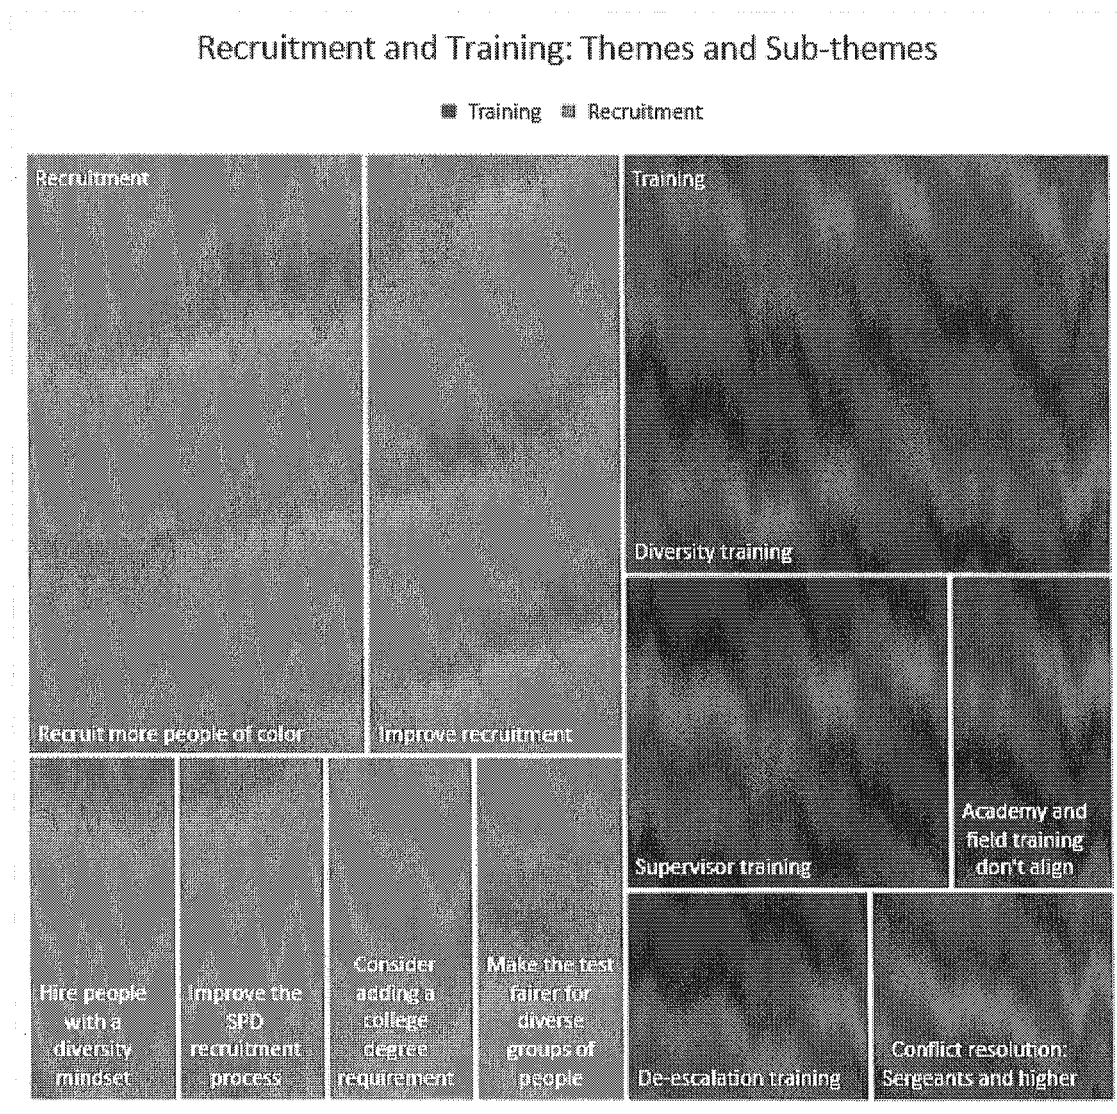 Recruitment and Training: Themes and Sub-themes
Training
Recruitment
Recruitment
Recruit more people of color
Improve recruitment
Hire people
with a
diversity
mindset
Improve the
SPD
recruitment
process
Consider
adding a
college
degree
requirement
Make the test
fairer for
diverse
groups of
people
Training
Diversity training
Supervisor training
Academy and
field training
don't align
De-escalation training
Conflict resolution:
Sergeants and higher